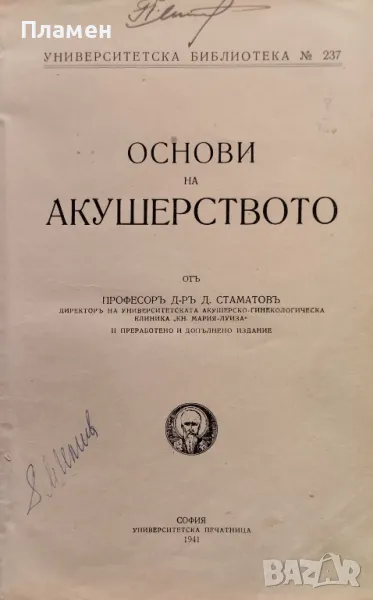 Пламен
УНИВЕРСИТЕТСКА БИБЛИОТЕКА № 237
ОСНОВИ
НА
АКУШЕРСТВОТО
ОТЪ
ПРОФЕСОРЪ Д-РЪ Д. СТАМАТОВЪ
ДИРЕКТОРЪ НА УНИВЕРСИТЕТСКАТА АКУШЕРСКО-ГИНЕКОЛОГИЧЕСКА
КЛИНИКА „КН. МАРИЯ-ЛУИЗА“
II ПРЕРАБОТЕНО И ДОПЪЛНЕНО ИЗДАНИЕ
СОФИЯ
УНИВЕРСИТЕТСКА ПЕЧАТНИЦА
1941
BAZAR